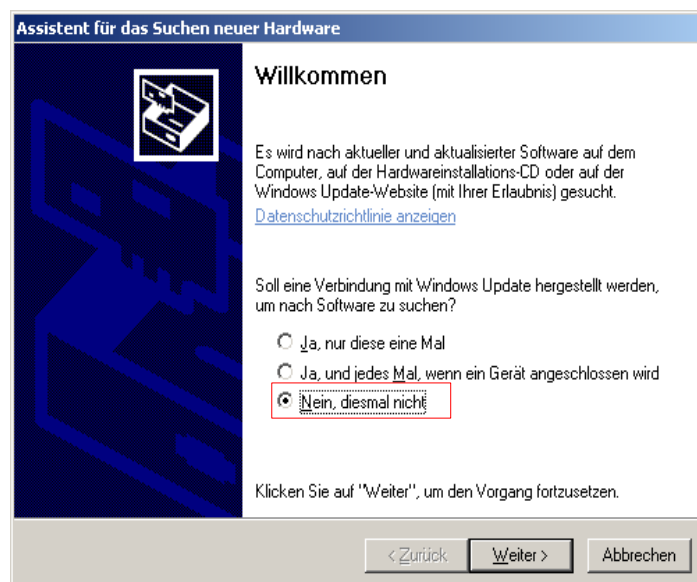 Assistent für das Suchen neuer Hardware
Willkommen
Es wird nach aktueller und aktualisierter Software auf dem
Computer, auf der Hardwareinstallations-CD oder auf der
Windows Update-Website (mit Ihrer Erlaubnis) gesucht.
Datenschutzrichtlinie anzeigen
Soll eine Verbindung mit Windows Update hergestellt werden,
um nach Software zu suchen?
Ja, nur diese eine Mal
Ja, und jedes Mal, wenn ein Gerät angeschlossen wird
Nein, diesmal nicht
Klicken Sie auf "Weiter", um den Vorgang fortzusetzen.
< Zurück Weiter > Abbrechen